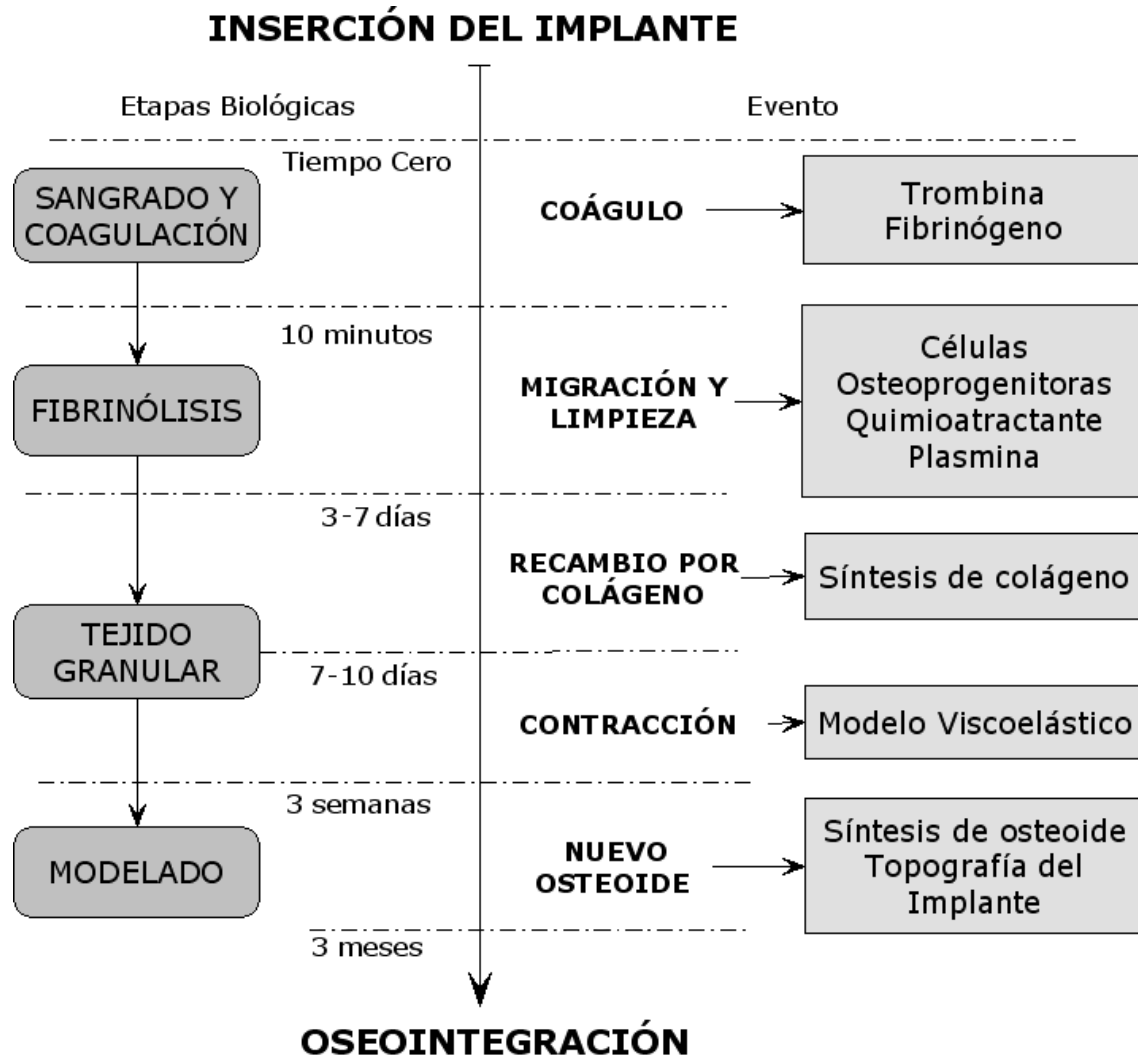 INSERCIÓN DEL IMPLANTE
Etapas Biológicas
Evento
Tiempo Cero
SANGRADO Y
COAGULACIÓN
COÁGULO
Trombina
Fibrinógeno
10 minutos
FIBRINÓLISIS
MIGRACIÓN Y
LIMPIEZA
Células
Osteoprogenitoras
Quimioatractante
Plasmina
3-7 días
RECAMBIO POR
COLÁGENO
Síntesis de colágeno
TEJIDO
GRANULAR
7-10 días
CONTRACCIÓN
Modelo Viscoelástico
3 semanas
MODELADO
NUEVO
OSTEOIDE
Síntesis de osteoide
Topografía del
Implante
3 meses
OSEOINTEGRACIÓN